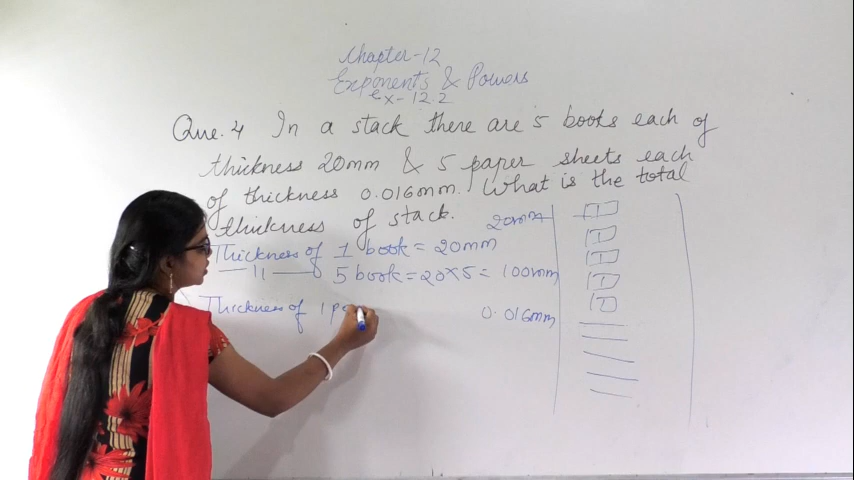 Chapter-12
Exponents & Powers
ex-12.2
Que.4 In a stack there are 5 books each of
thickness 20mm & 5 paper sheets each
of thickness 0.016mm. What is the total
thickness of stack.
20mm
Thickness of 1 book = 20mm
— 11 — 5 book = 20×5 = 100mm
Thickness of 1 pa
0.016mm